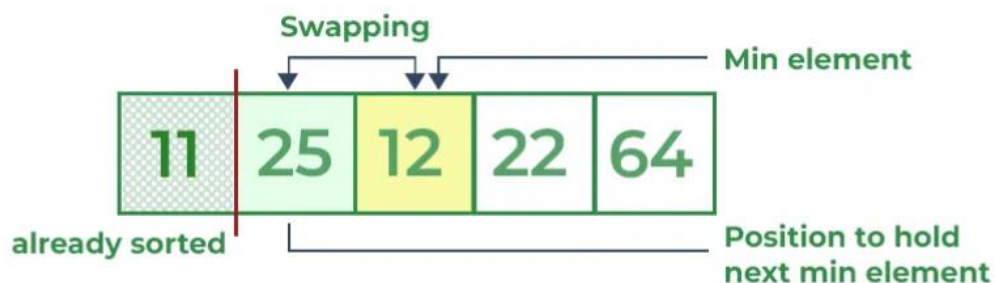 Swapping
Min element
11 25 12 22 64
already sorted
Position to hold
next min element